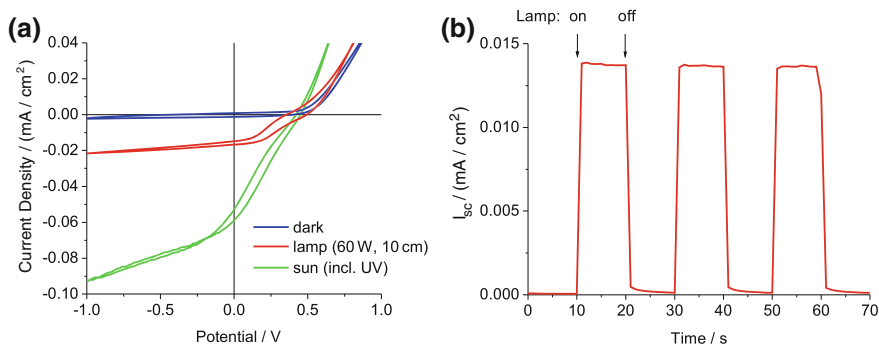 (a)
0.04
0.02
0.00
-0.02
-0.04
-0.06
-0.08
-0.10
Current Density / (mA / cm²)
dark
lamp (60 W, 10 cm)
sun (incl. UV)
-1.0 -0.5 0.0 0.5 1.0
Potential / V
(b)
Lamp: on off
0.015
0.010
0.005
0.000
I_sc / (mA / cm²)
0 10 20 30 40 50 60 70
Time / s